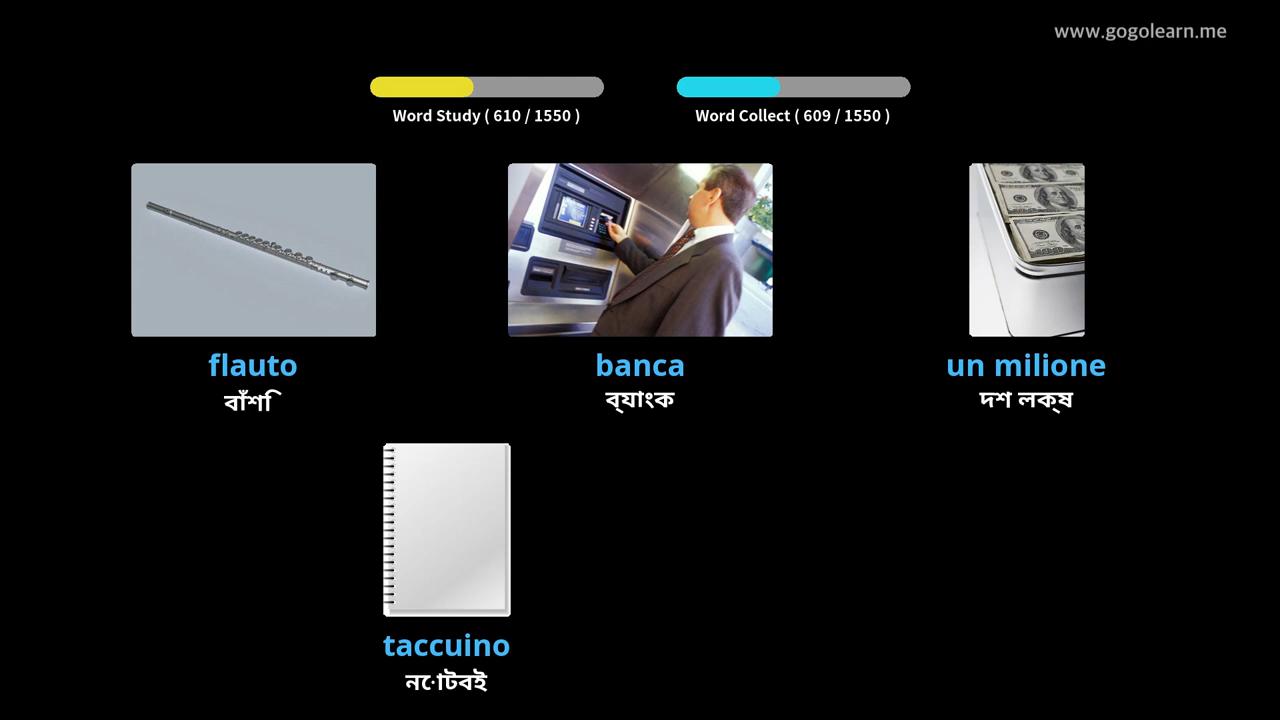 www.gogolearn.me
Word Study ( 610 / 1550 )
Word Collect ( 609 / 1550 )
flauto
banca
un milione
বাঁশি
ব্যাংক
দশ লক্ষ
taccuino
নোটবই